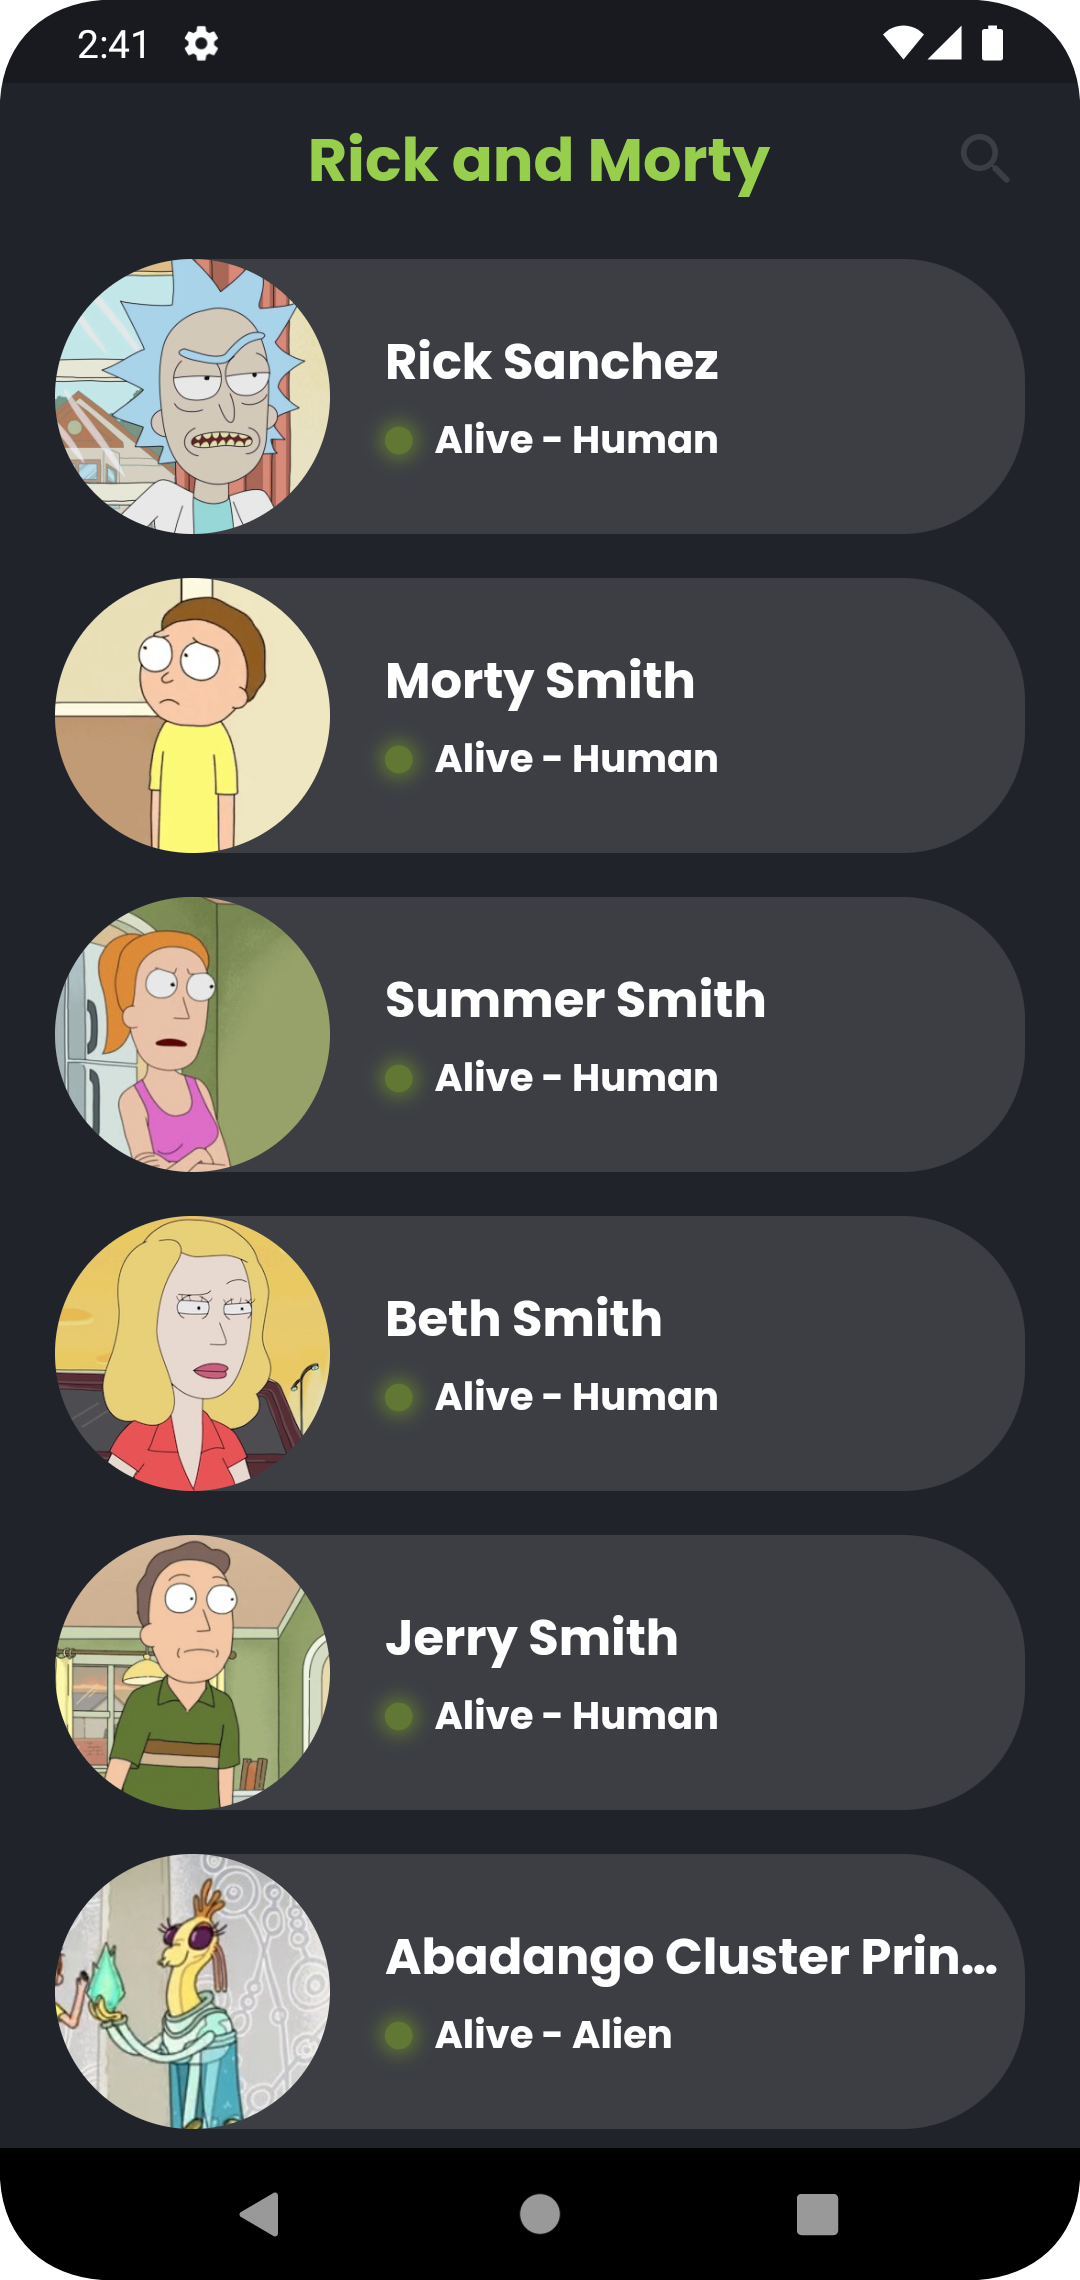 2:41
Rick and Morty
Rick Sanchez
Alive - Human
Morty Smith
Alive - Human
Summer Smith
Alive - Human
Beth Smith
Alive - Human
Jerry Smith
Alive - Human
Abadango Cluster Prin...
Alive - Alien